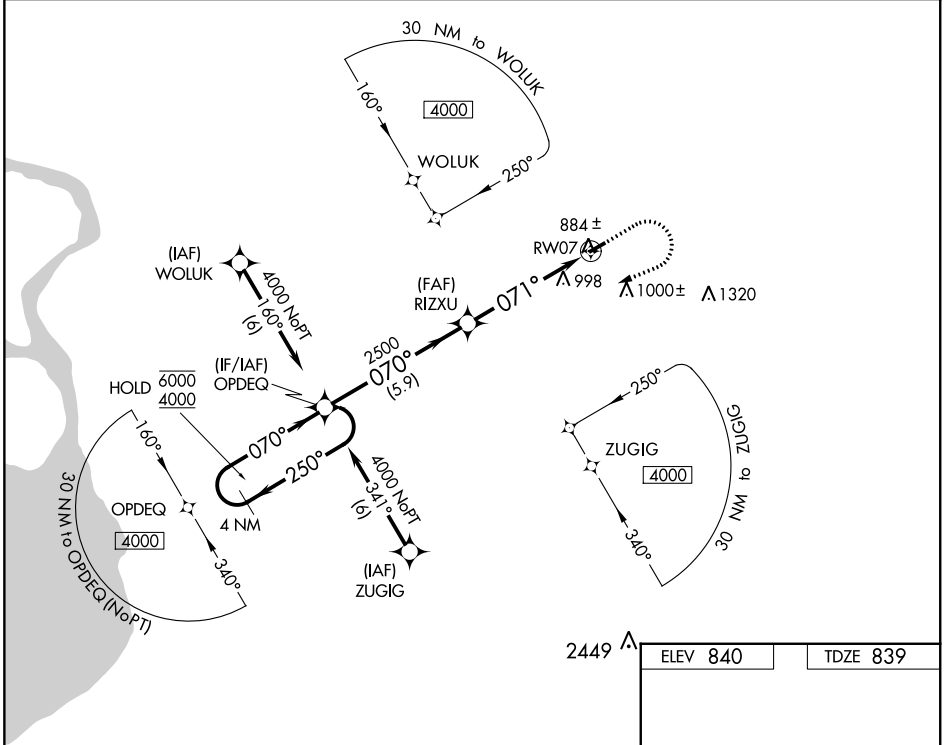 30 NM to WOLUK
160°
4000
WOLUK
250°
884 ±
RW07
998
1000±
1320
(IAF)
WOLUK
4000 NoPT
160°
(6)
(FAF)
RIZXU
071°
2500
070°
(5.9)
(IF/IAF)
OPDEQ
HOLD
6000
4000
070°
250°
4 NM
160°
OPDEQ
4000
340°
30 NM to OPDEQ (NoPT)
4000 NoPT
341°
(6)
(IAF)
ZUGIG
250°
ZUGIG
4000
340°
30 NM to ZUGIG
2449
ELEV 840
TDZE 839